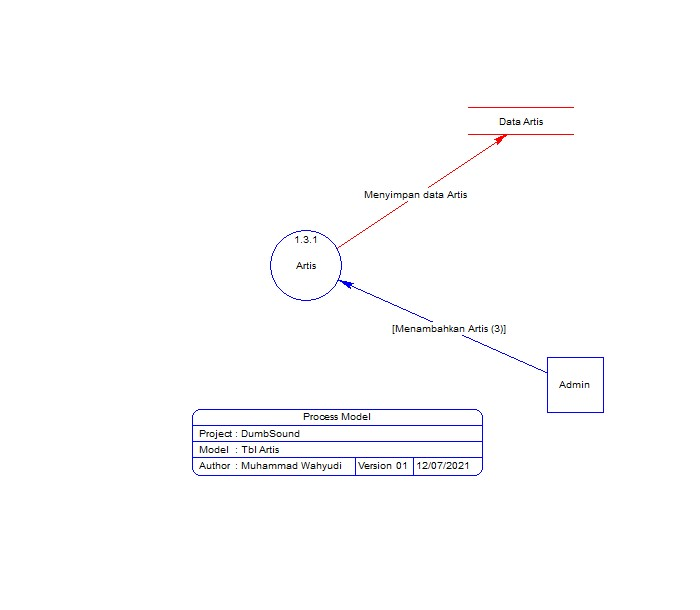 Data Artis
Menyimpan data Artis
1.3.1
Artis
[Menambahkan Artis (3)]
Admin
Process Model
Project : DumbSound
Model : Tbl Artis
Author : Muhammad Wahyudi Version 01 12/07/2021